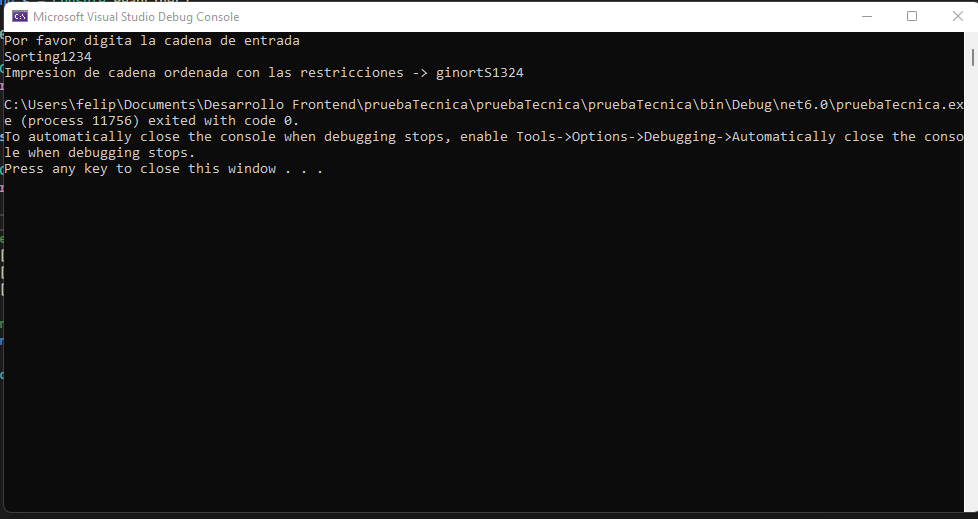 Microsoft Visual Studio Debug Console
Por favor digita la cadena de entrada
Sorting1234
Impresion de cadena ordenada con las restricciones -> ginortS1324

C:\Users\felip\Documents\Desarrollo Frontend\pruebaTecnica\pruebaTecnica\pruebaTecnica\bin\Debug\net6.0\pruebaTecnica.ex
e (process 11756) exited with code 0.
To automatically close the console when debugging stops, enable Tools->Options->Debugging->Automatically close the conso
le when debugging stops.
Press any key to close this window . . .